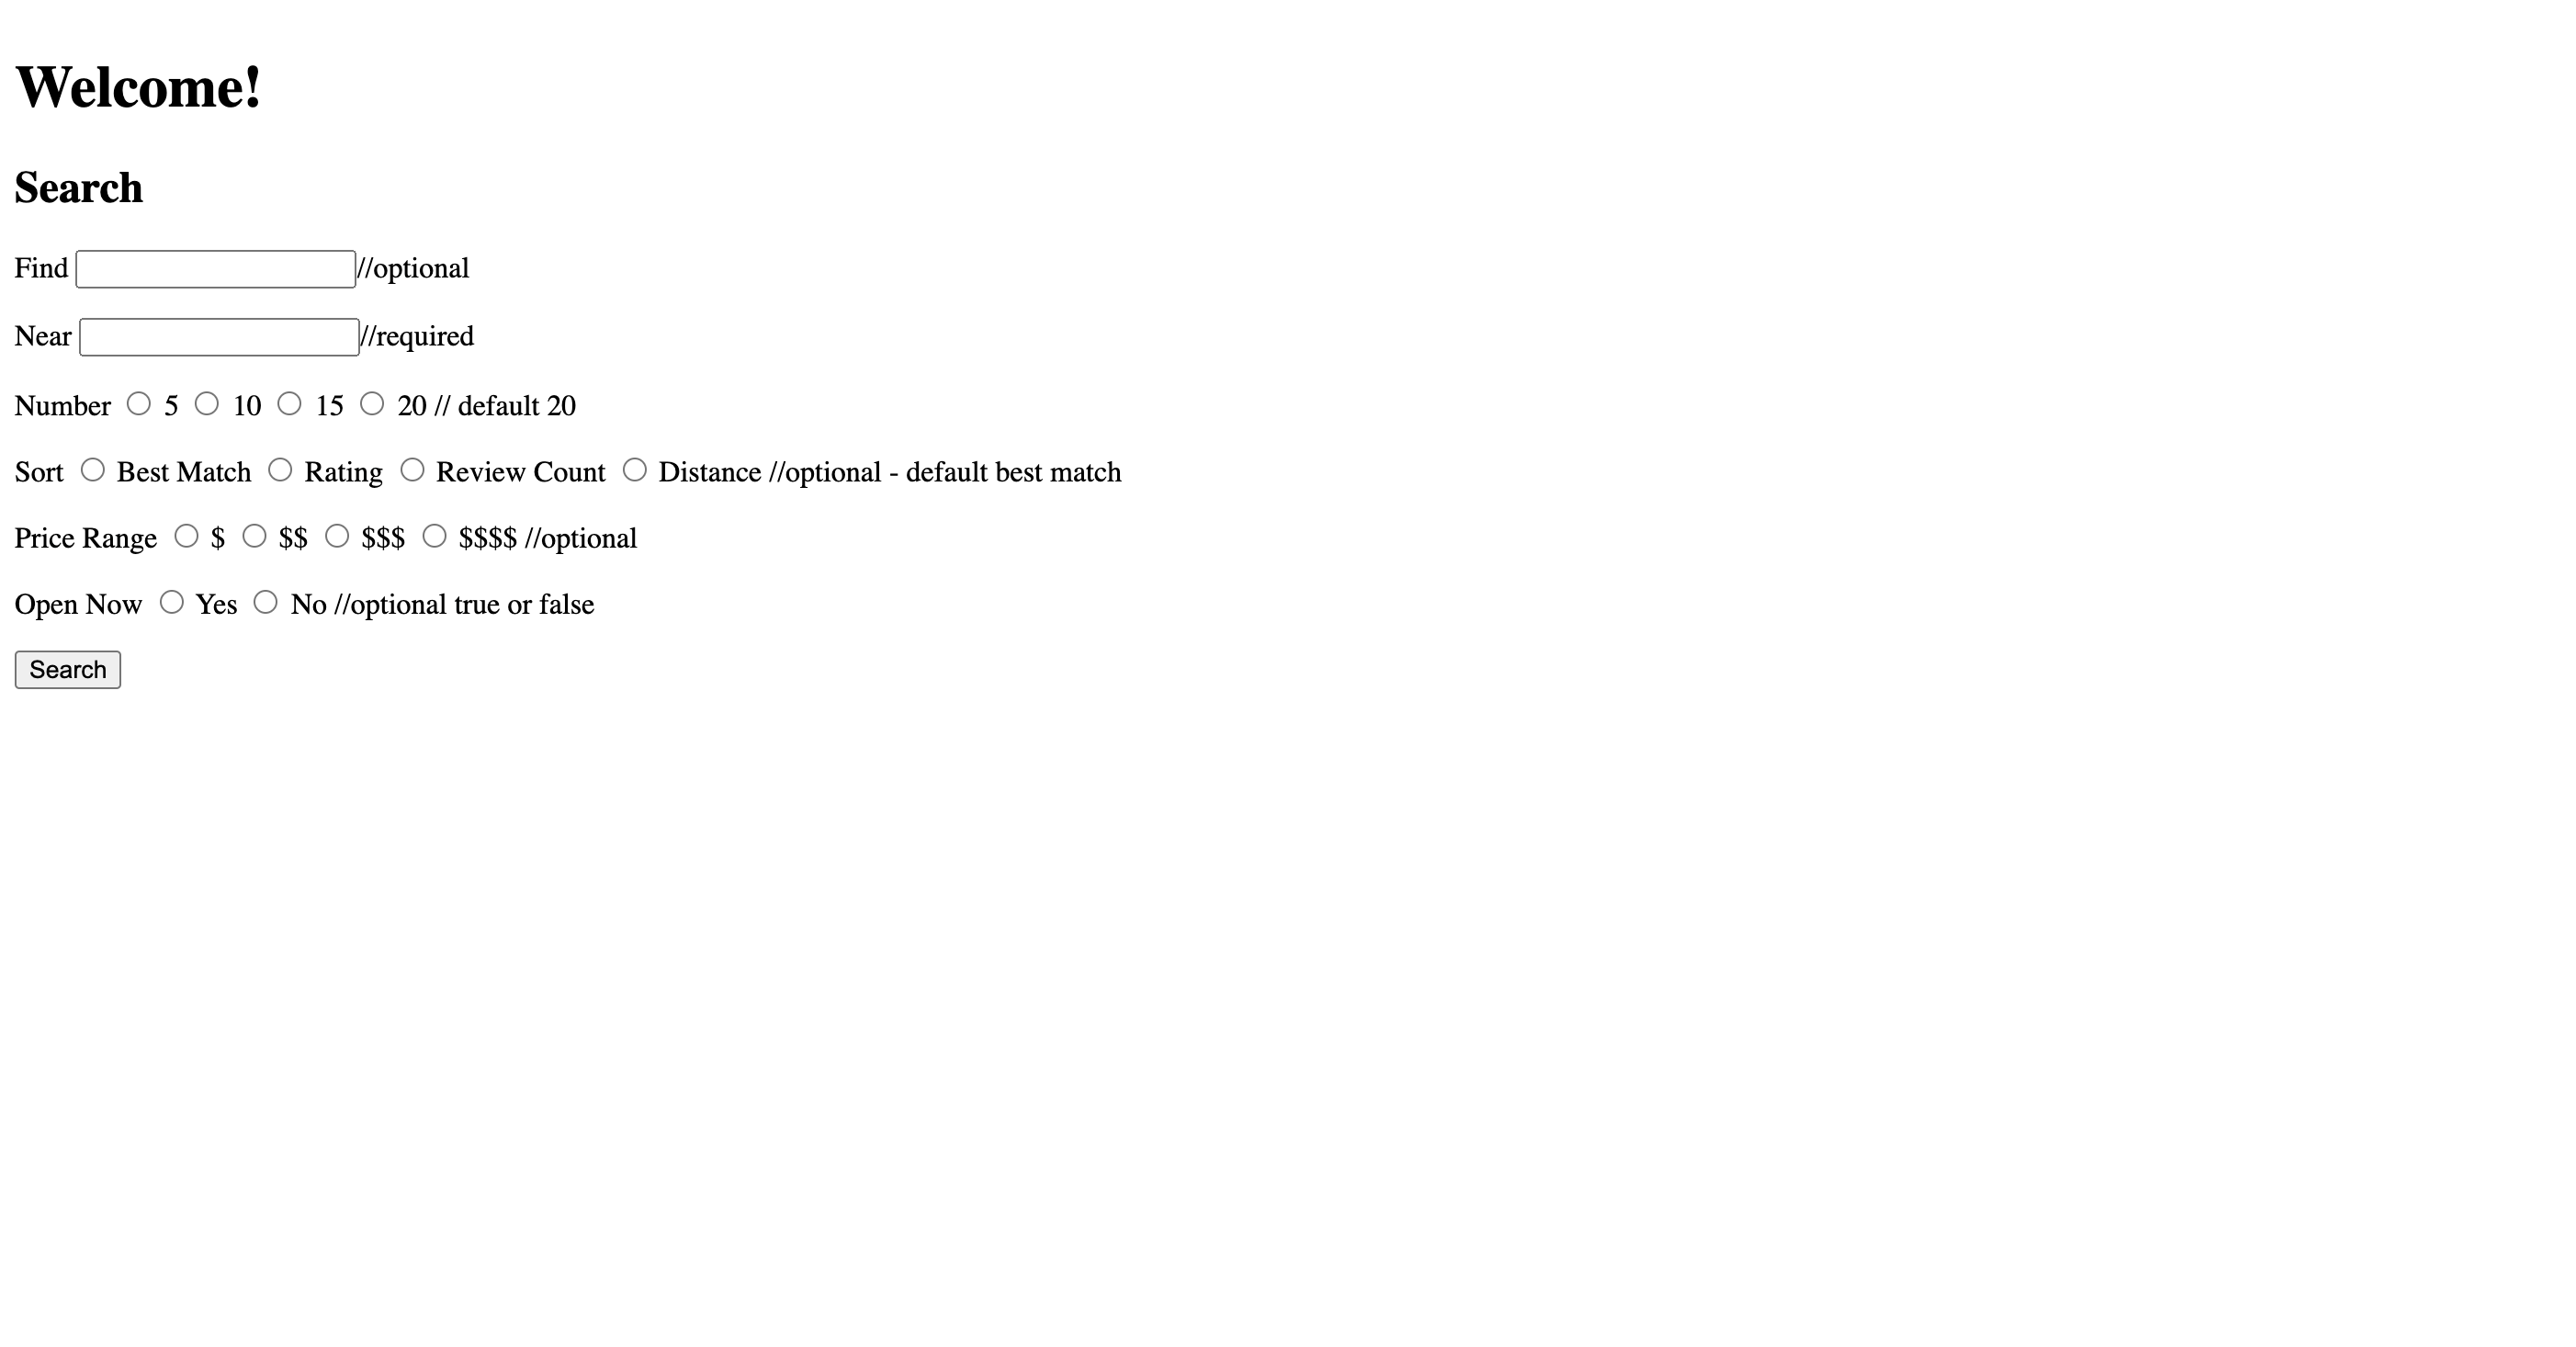 Welcome!
Search
Find //optional
Near //required
Number 5 10 15 20 // default 20
Sort Best Match Rating Review Count Distance //optional - default best match
Price Range $ $$ $$$ $$$$ //optional
Open Now Yes No //optional true or false
Search